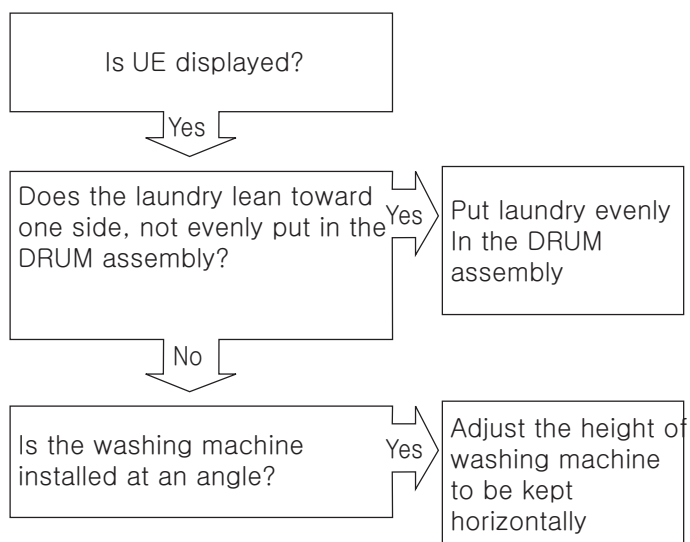 Is UE displayed?
Yes
Does the laundry lean toward
one side, not evenly put in the
DRUM assembly?
Yes
Put laundry evenly
In the DRUM
assembly
No
Is the washing machine
installed at an angle?
Yes
Adjust the height of
washing machine
to be kept
horizontally